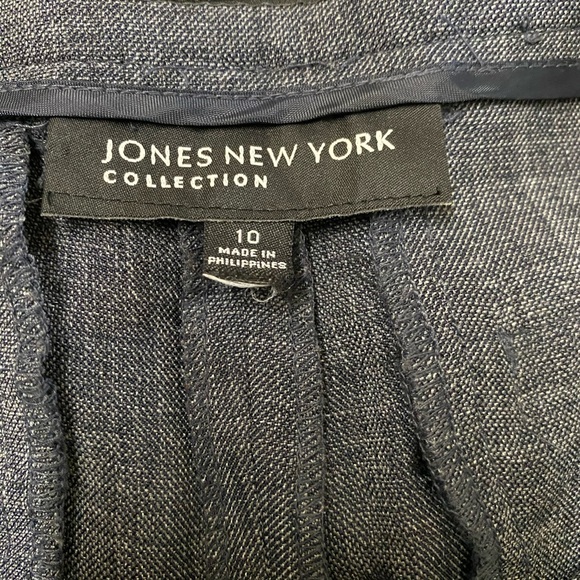 JONES NEW YORK
COLLECTION
10
MADE IN
PHILIPPINES